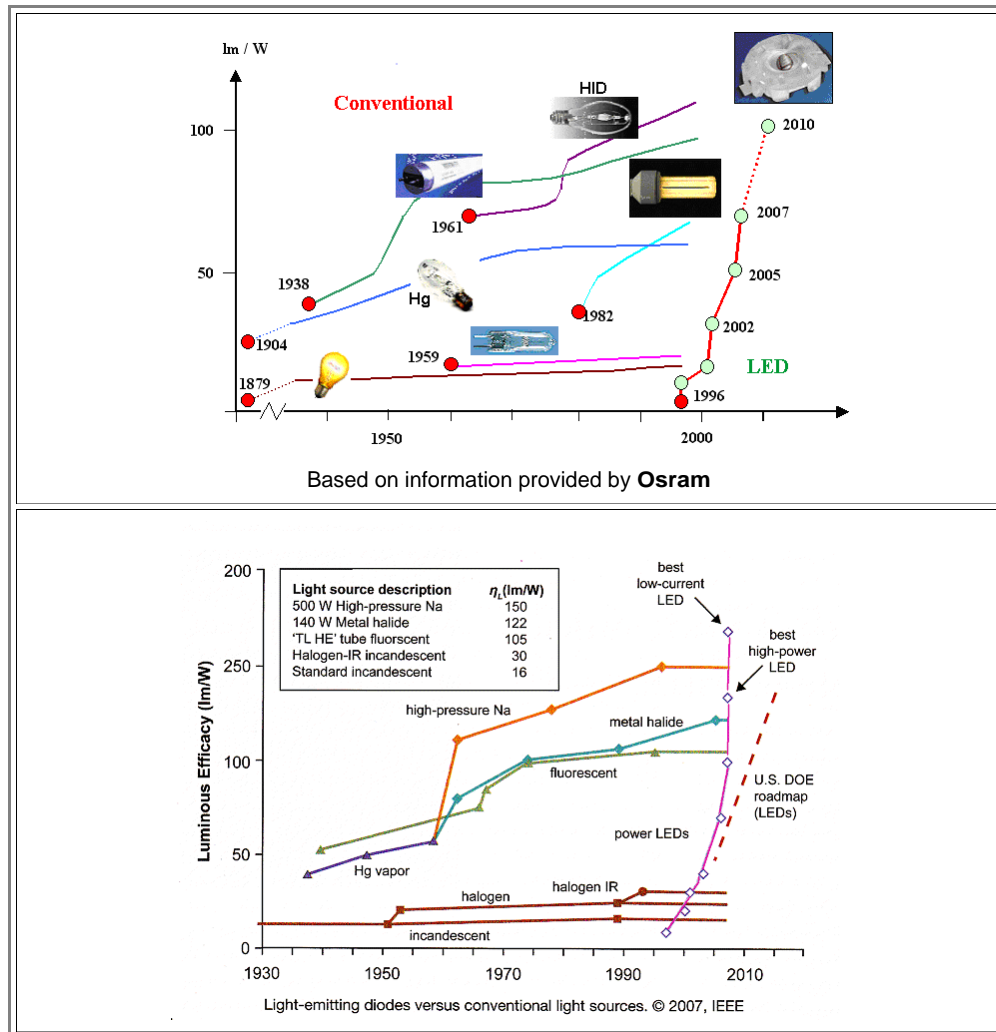 lm / W
Conventional
HID
100
2010
1961
2007
50
1938
Hg
2005
1904
1982
2002
1959
LED
1879
1996
1950
2000
Based on information provided by Osram
200
best
low-current
LED
Light source description ηL(lm/W)
500 W High-pressure Na 150
140 W Metal halide 122
'TL HE' tube fluorscent 105
Halogen-IR incandescent 30
Standard incandescent 16
best
high-power
LED
250
high-pressure Na
metal halide
Luminous Efficacy (lm/W)
100
fluorescent
U.S. DOE
roadmap
(LEDs)
power LEDs
50
Hg vapor
halogen IR
halogen
incandescent
0
1930 1950 1970 1990 2010
Light-emitting diodes versus conventional light sources. © 2007, IEEE